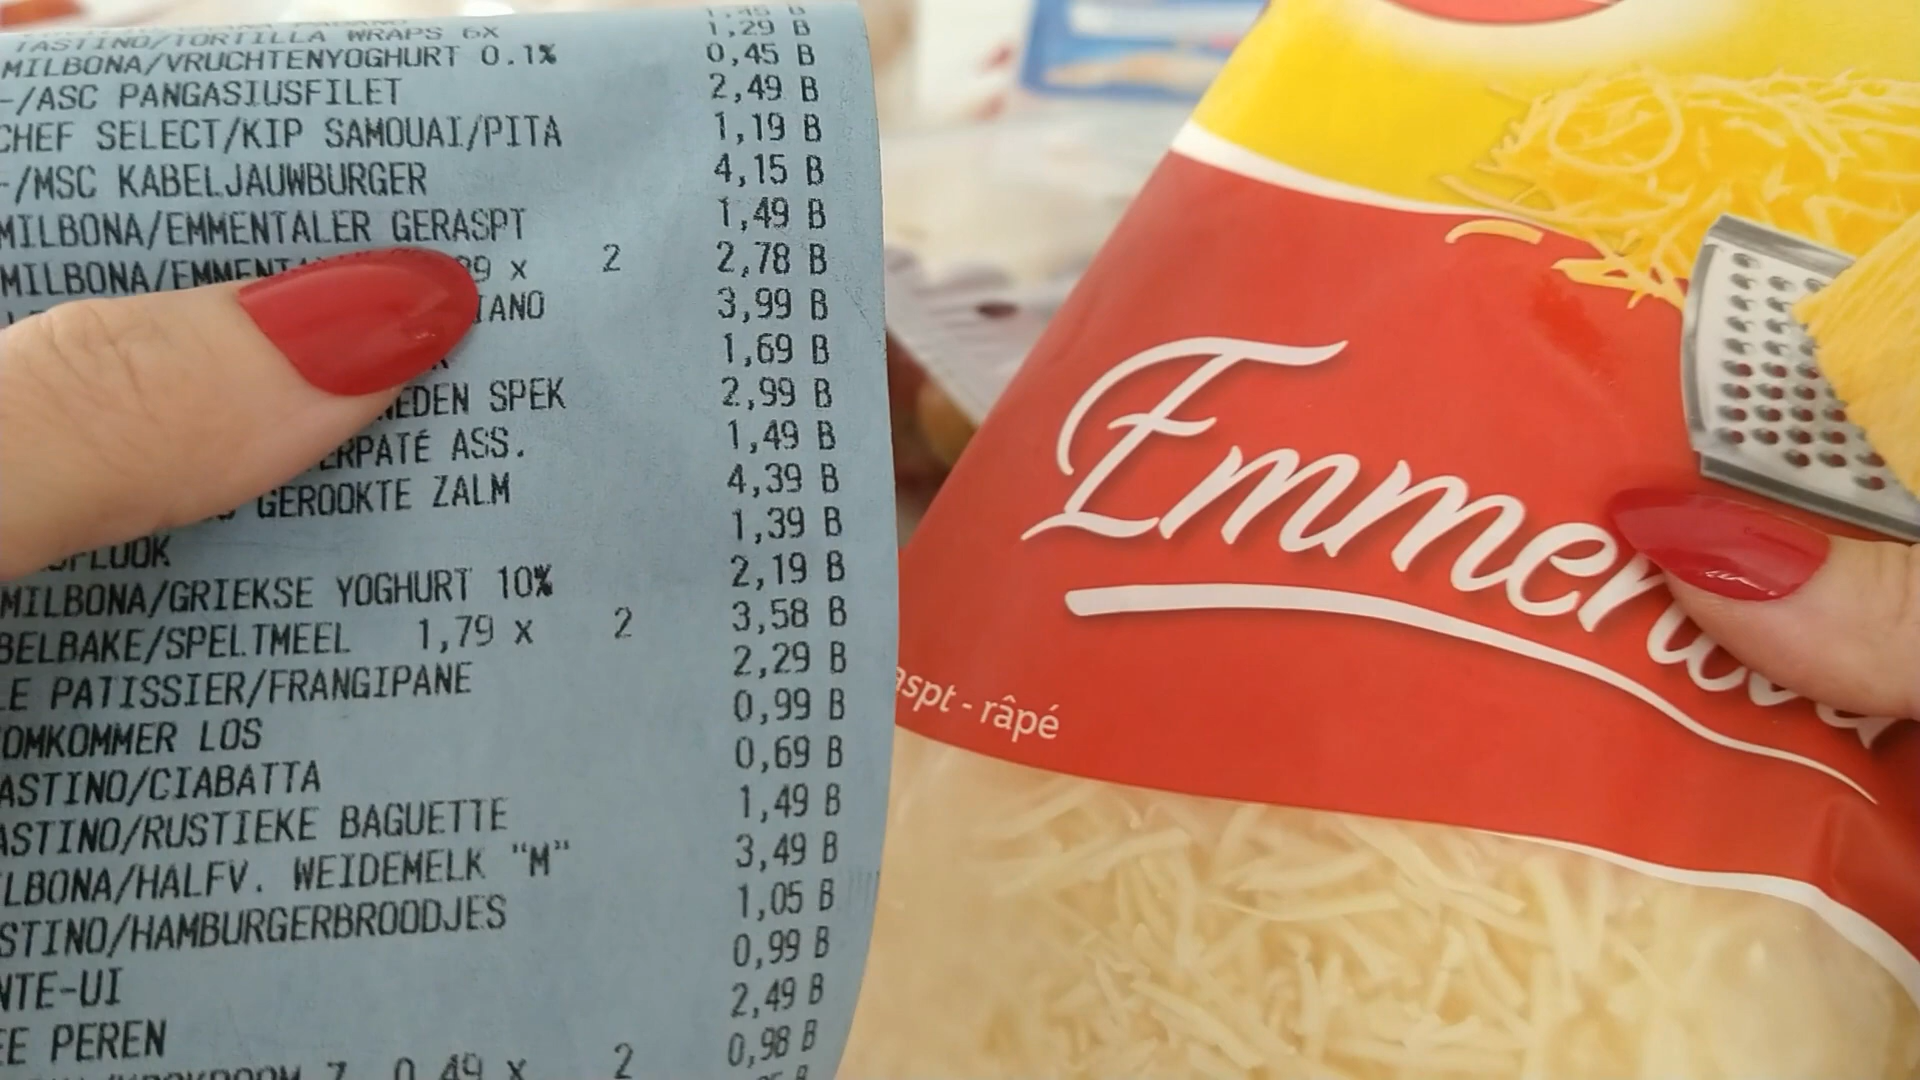 TASTINO/TORTILLA WRAPS 6X 1,29 B
MILBONA/VRUCHTENYOGHURT 0.1% 0,45 B
-/ASC PANGASIUSFILET 2,49 B
CHEF SELECT/KIP SAMOUAI/PITA 1,19 B
-/MSC KABELJAUWBURGER 4,15 B
MILBONA/EMMENTALER GERASPT 1,49 B
MILBONA/EMMENTA 39 x 2 2,78 B
IANO 3,99 B
1,69 B
EDEN SPEK 2,99 B
ERPATÉ ASS. 1,49 B
GEROOKTE ZALM 4,39 B
FLOOK 1,39 B
MILBONA/GRIEKSE YOGHURT 10% 2,19 B
BELBAKE/SPELTMEEL 1,79 x 2 3,58 B
LE PATISSIER/FRANGIPANE 2,29 B
OMKOMMER LOS 0,99 B
ASTINO/CIABATTA 0,69 B
ASTINO/RUSTIEKE BAGUETTE 1,49 B
LBONA/HALFV. WEIDEMELK "M" 3,49 B
STINO/HAMBURGERBROODJES 1,05 B
NTE-UI 0,99 B
EE PEREN 2,49 B
0,49 x 2 0,98 B
Emmenta
aspt - râpé